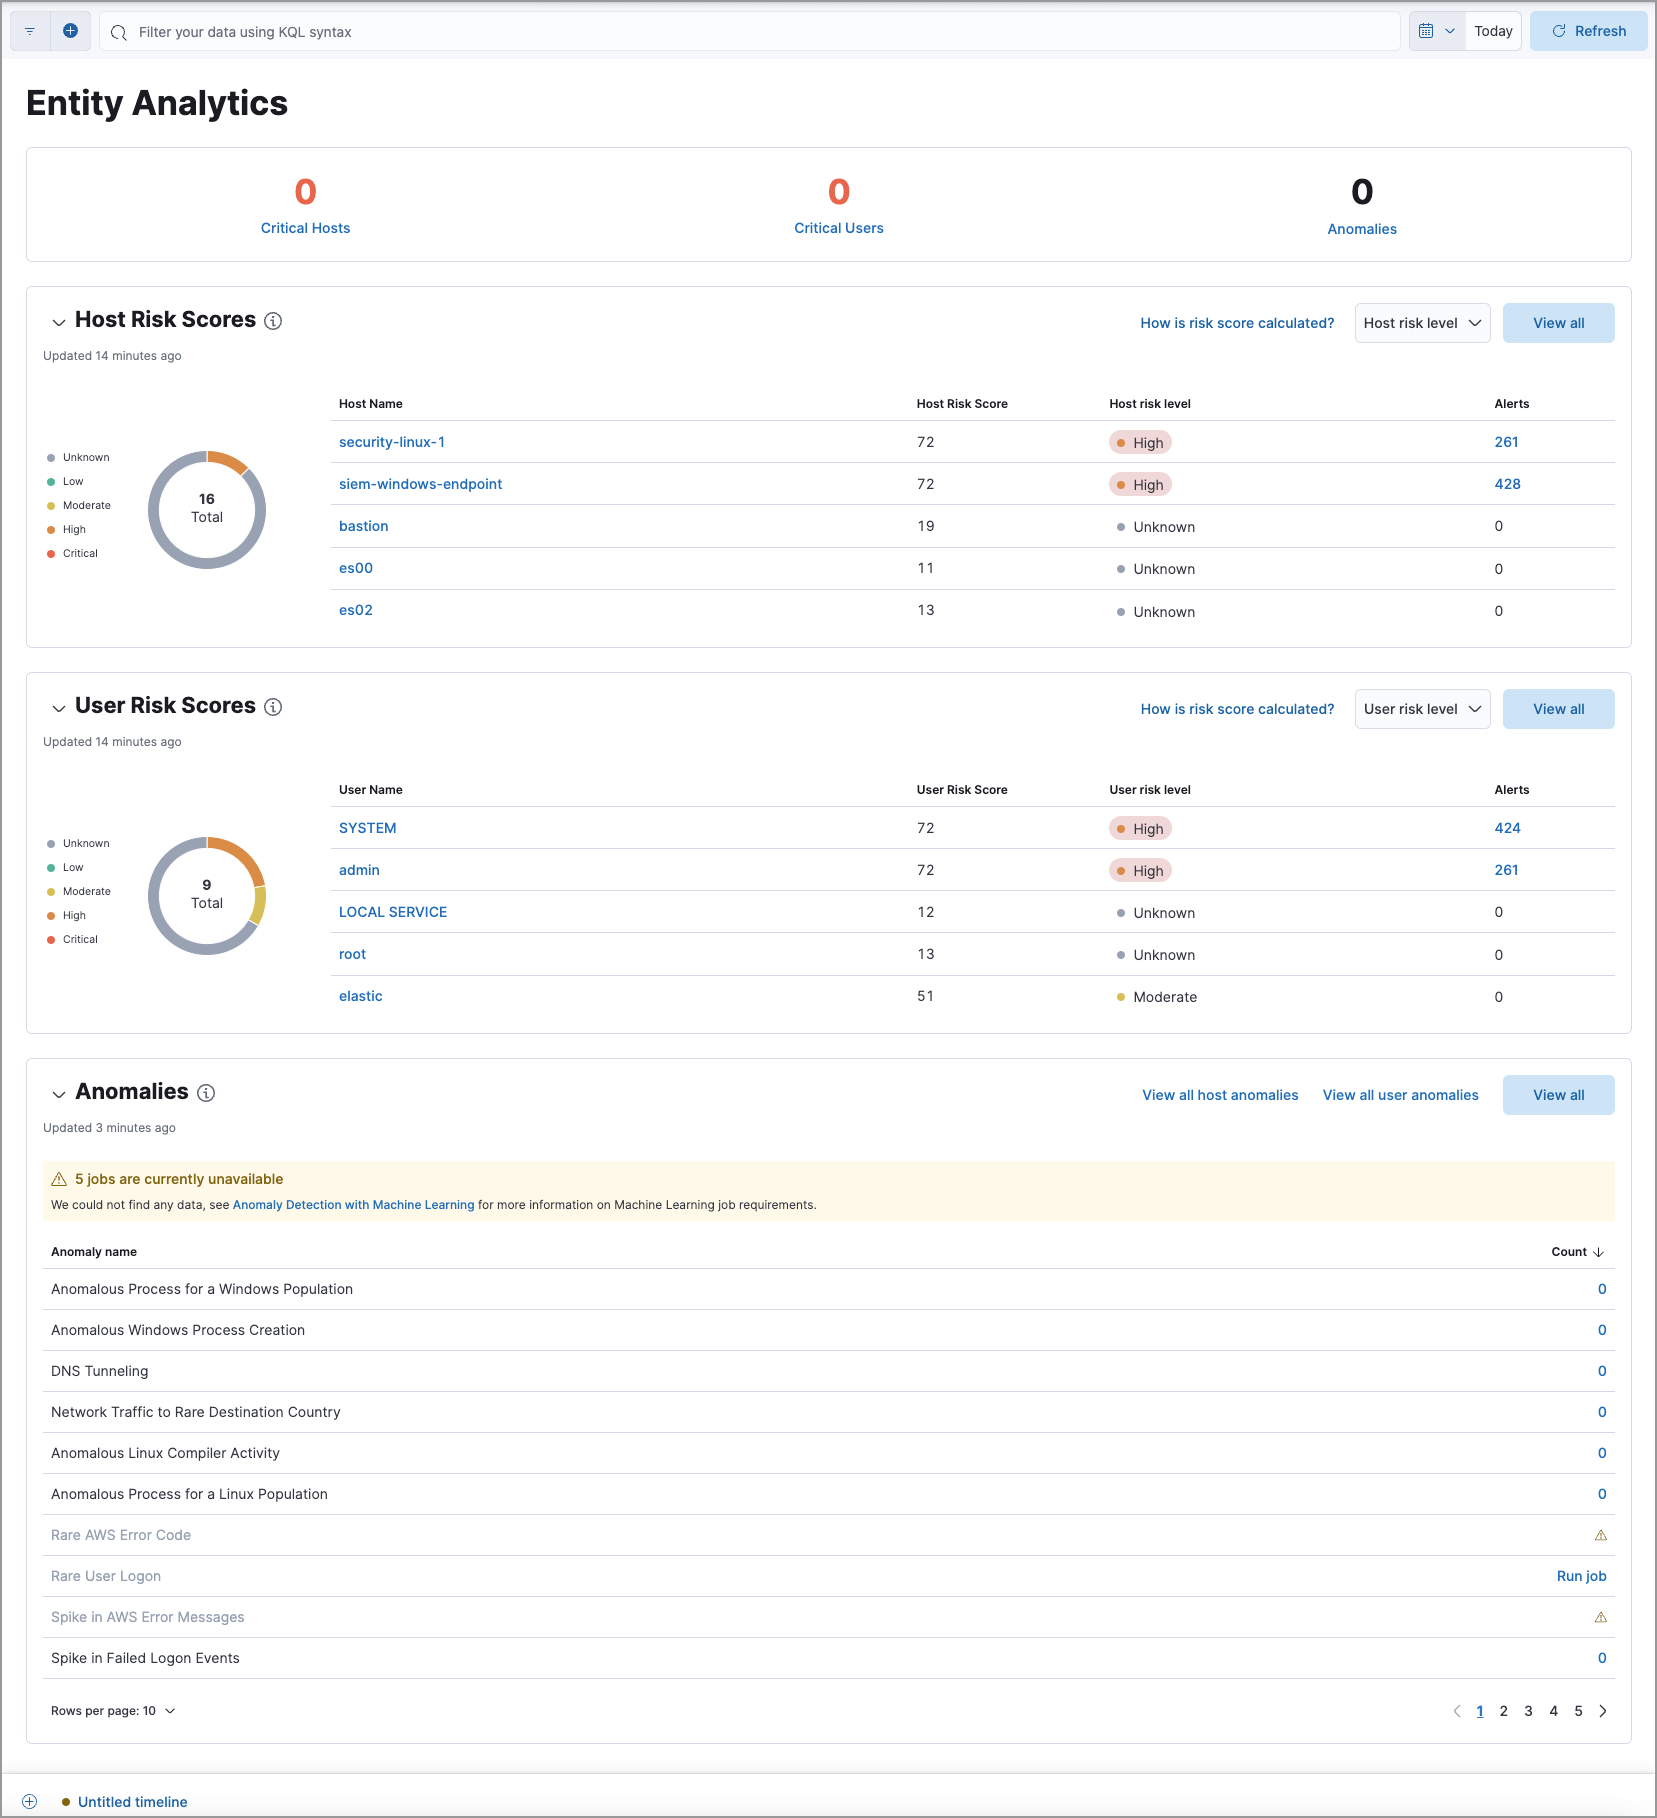 Filter your data using KQL syntax
Today
Refresh
Entity Analytics
0
Critical Hosts
0
Critical Users
0
Anomalies
Host Risk Scores
How is risk score calculated?
Host risk level
View all
Updated 14 minutes ago
Unknown
Low
Moderate
High
Critical
16
Total
Host Name Host Risk Score Host risk level Alerts
security-linux-1 72 High 261
siem-windows-endpoint 72 High 428
bastion 19 Unknown 0
es00 11 Unknown 0
es02 13 Unknown 0
User Risk Scores
How is risk score calculated?
User risk level
View all
Updated 14 minutes ago
Unknown
Low
Moderate
High
Critical
9
Total
User Name User Risk Score User risk level Alerts
SYSTEM 72 High 424
admin 72 High 261
LOCAL SERVICE 12 Unknown 0
root 13 Unknown 0
elastic 51 Moderate 0
Anomalies
View all host anomalies
View all user anomalies
View all
Updated 3 minutes ago
5 jobs are currently unavailable
We could not find any data, see Anomaly Detection with Machine Learning for more information on Machine Learning job requirements.
Anomaly name Count
Anomalous Process for a Windows Population 0
Anomalous Windows Process Creation 0
DNS Tunneling 0
Network Traffic to Rare Destination Country 0
Anomalous Linux Compiler Activity 0
Anomalous Process for a Linux Population 0
Rare AWS Error Code
Rare User Logon Run job
Spike in AWS Error Messages
Spike in Failed Logon Events 0
Rows per page: 10
1 2 3 4 5
Untitled timeline